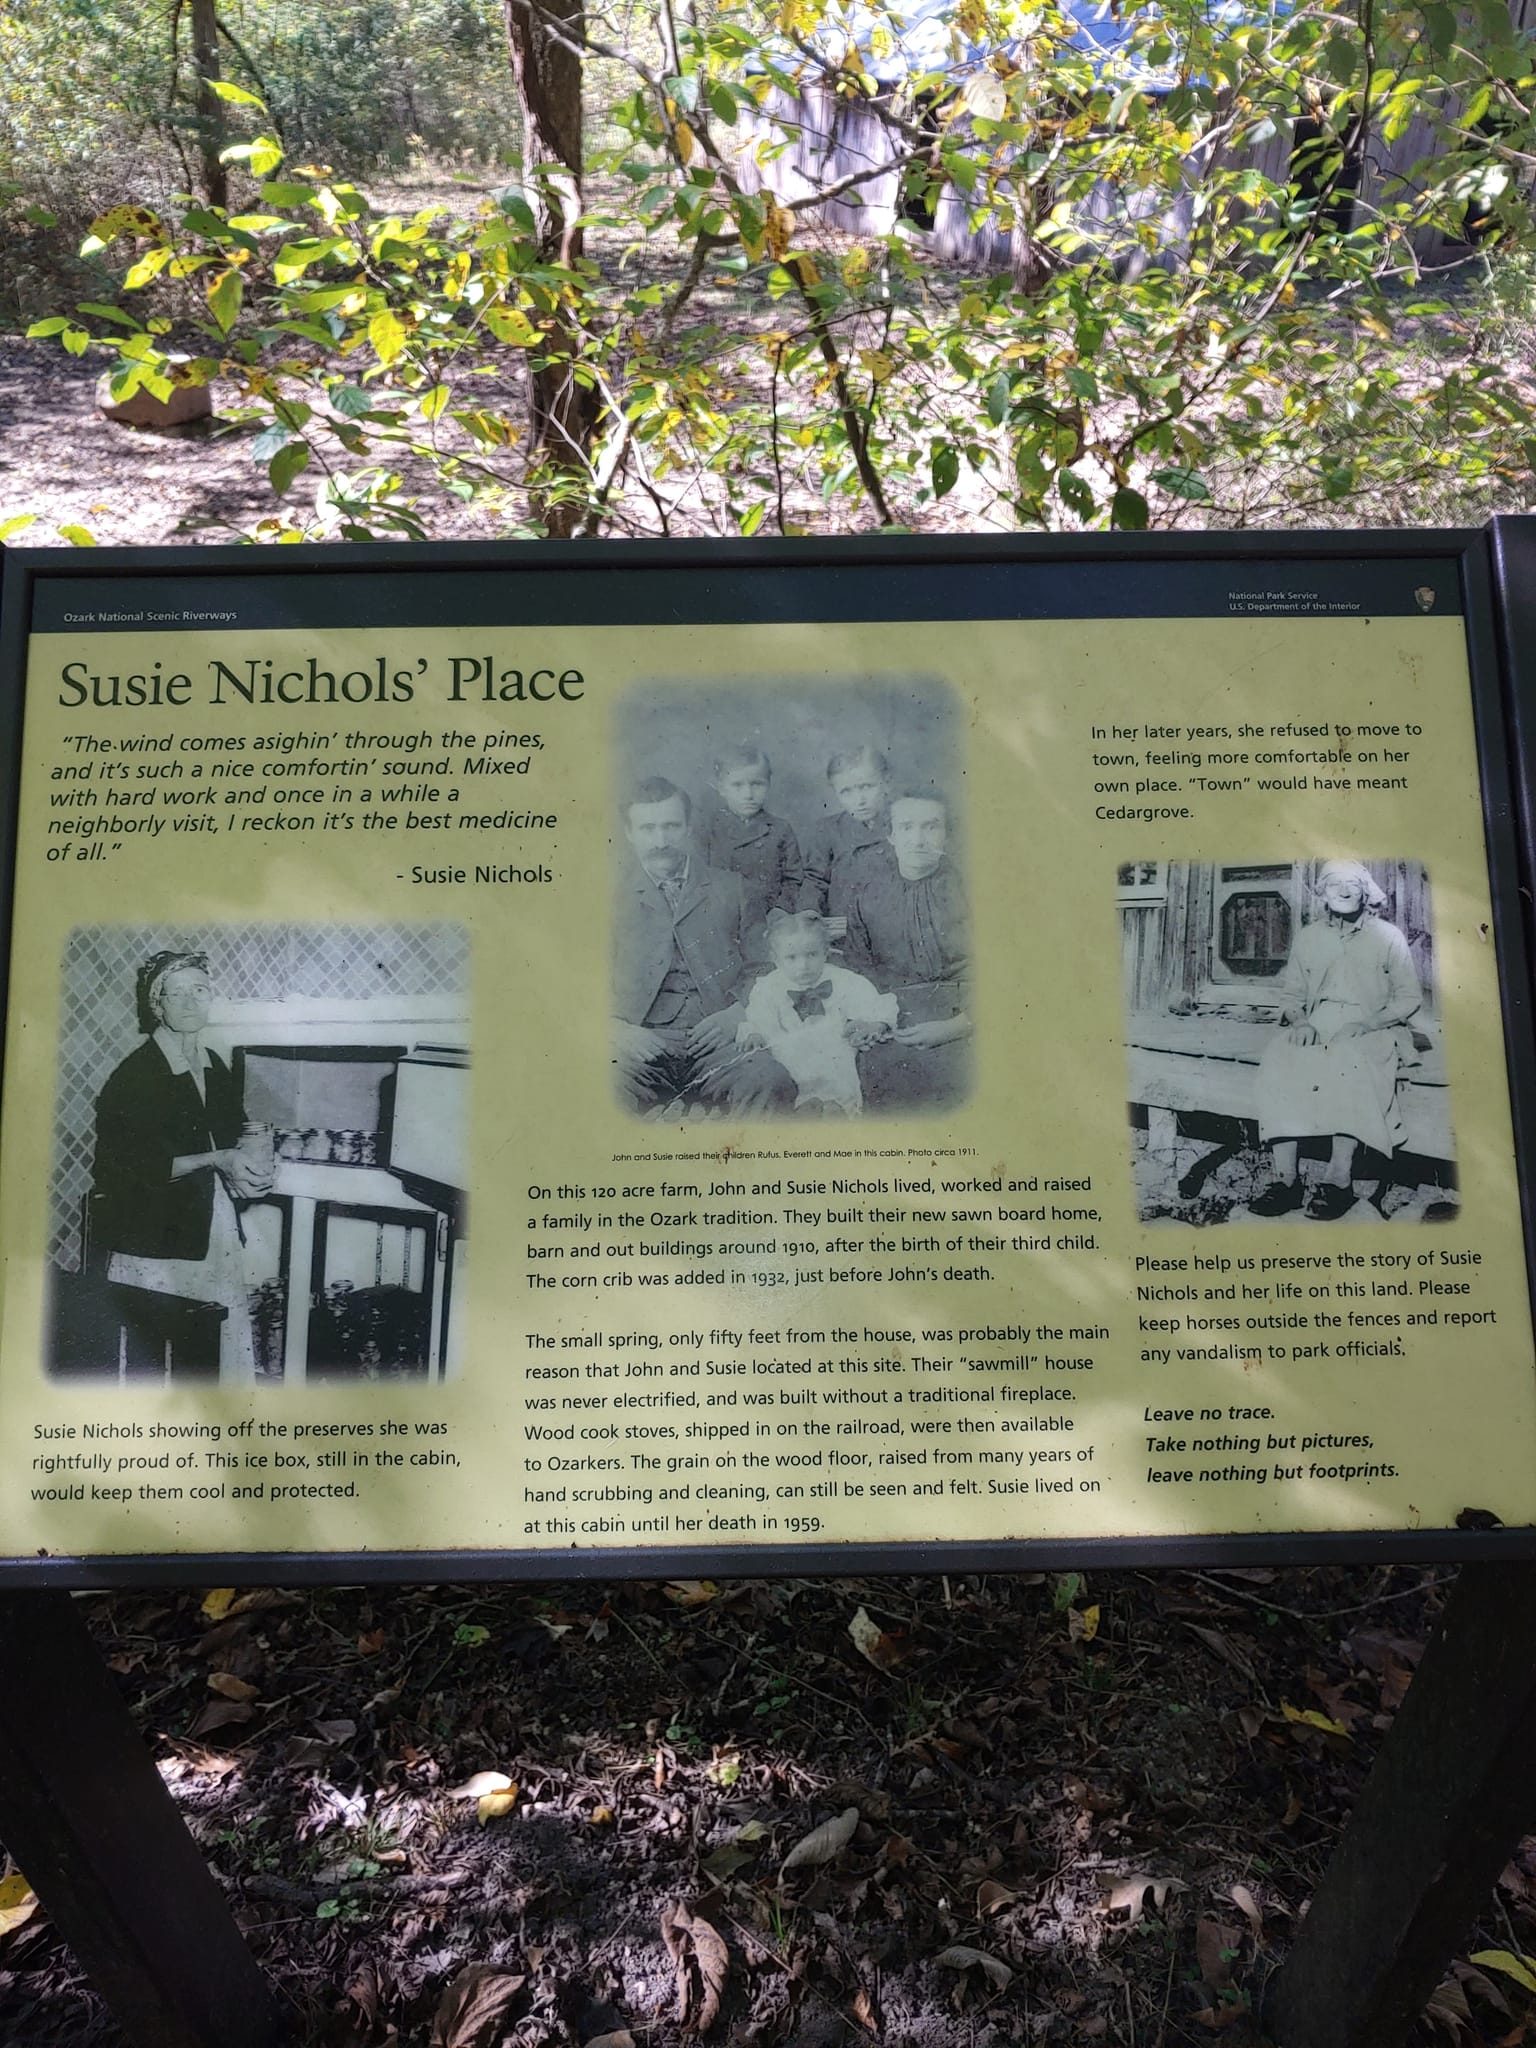 Ozark National Scenic Riverways
National Park Service
U.S. Department of the Interior
Susie Nichols’ Place
“The wind comes asighin’ through the pines,
and it’s such a nice comfortin’ sound. Mixed
with hard work and once in a while a
neighborly visit, I reckon it’s the best medicine
of all.”
- Susie Nichols
Susie Nichols showing off the preserves she was
rightfully proud of. This ice box, still in the cabin,
would keep them cool and protected.
John and Susie raised their children Rufus, Everett and Mae in this cabin. Photo circa 1911.
On this 120 acre farm, John and Susie Nichols lived, worked and raised
a family in the Ozark tradition. They built their new sawn board home,
barn and out buildings around 1910, after the birth of their third child.
The corn crib was added in 1932, just before John’s death.
The small spring, only fifty feet from the house, was probably the main
reason that John and Susie located at this site. Their “sawmill” house
was never electrified, and was built without a traditional fireplace.
Wood cook stoves, shipped in on the railroad, were then available
to Ozarkers. The grain on the wood floor, raised from many years of
hand scrubbing and cleaning, can still be seen and felt. Susie lived on
at this cabin until her death in 1959.
In her later years, she refused to move to
town, feeling more comfortable on her
own place. “Town” would have meant
Cedargrove.
Please help us preserve the story of Susie
Nichols and her life on this land. Please
keep horses outside the fences and report
any vandalism to park officials.
Leave no trace.
Take nothing but pictures,
leave nothing but footprints.